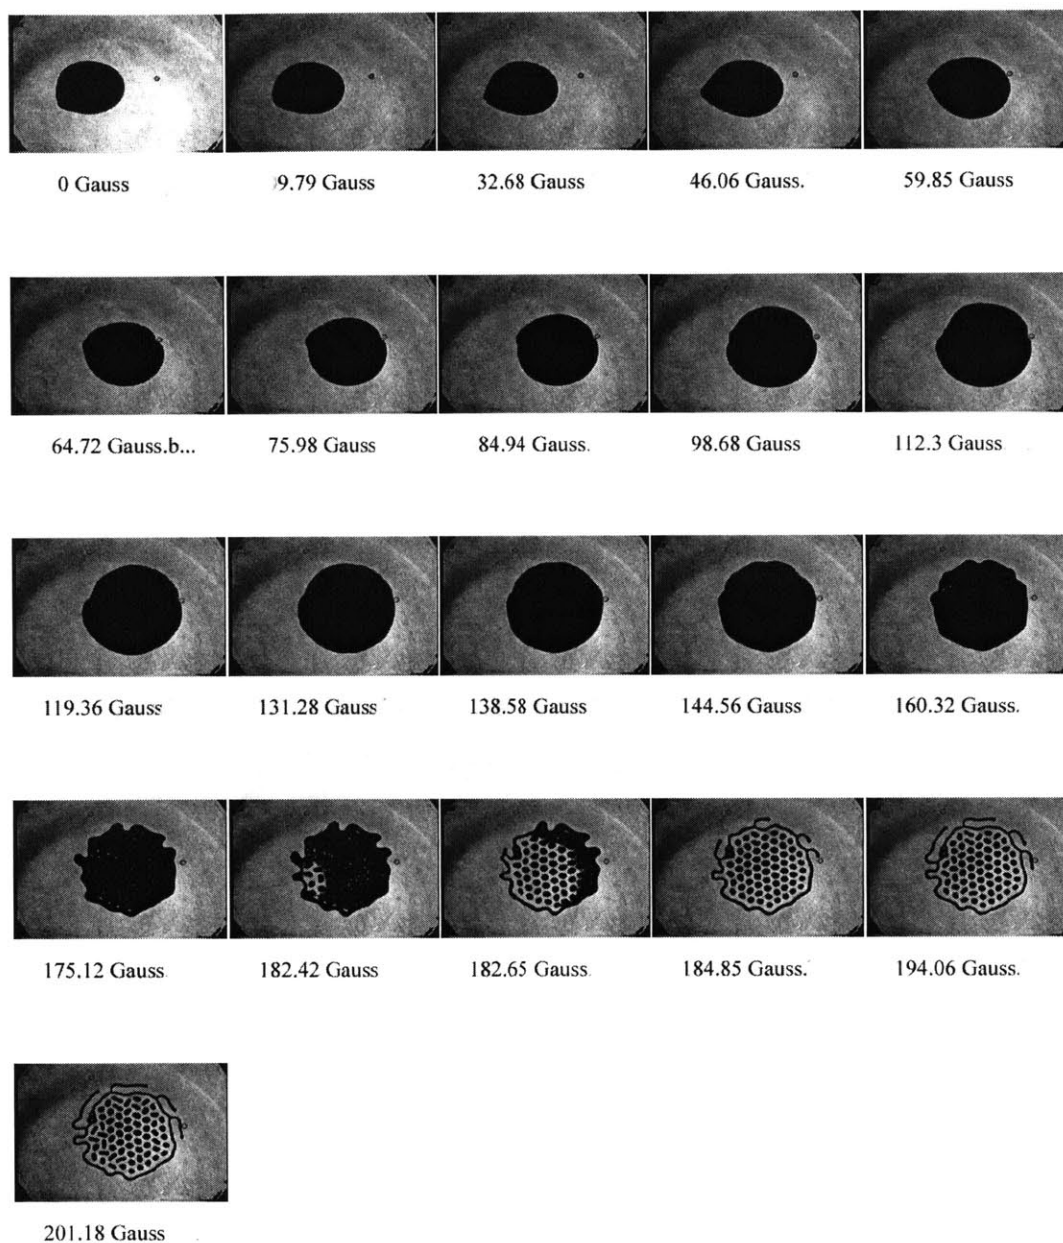 0 Gauss
9.79 Gauss
32.68 Gauss
46.06 Gauss.
59.85 Gauss
64.72 Gauss.b...
75.98 Gauss
84.94 Gauss.
98.68 Gauss
112.3 Gauss
119.36 Gauss
131.28 Gauss
138.58 Gauss
144.56 Gauss
160.32 Gauss.
175.12 Gauss
182.42 Gauss
182.65 Gauss
184.85 Gauss.
194.06 Gauss.
201.18 Gauss